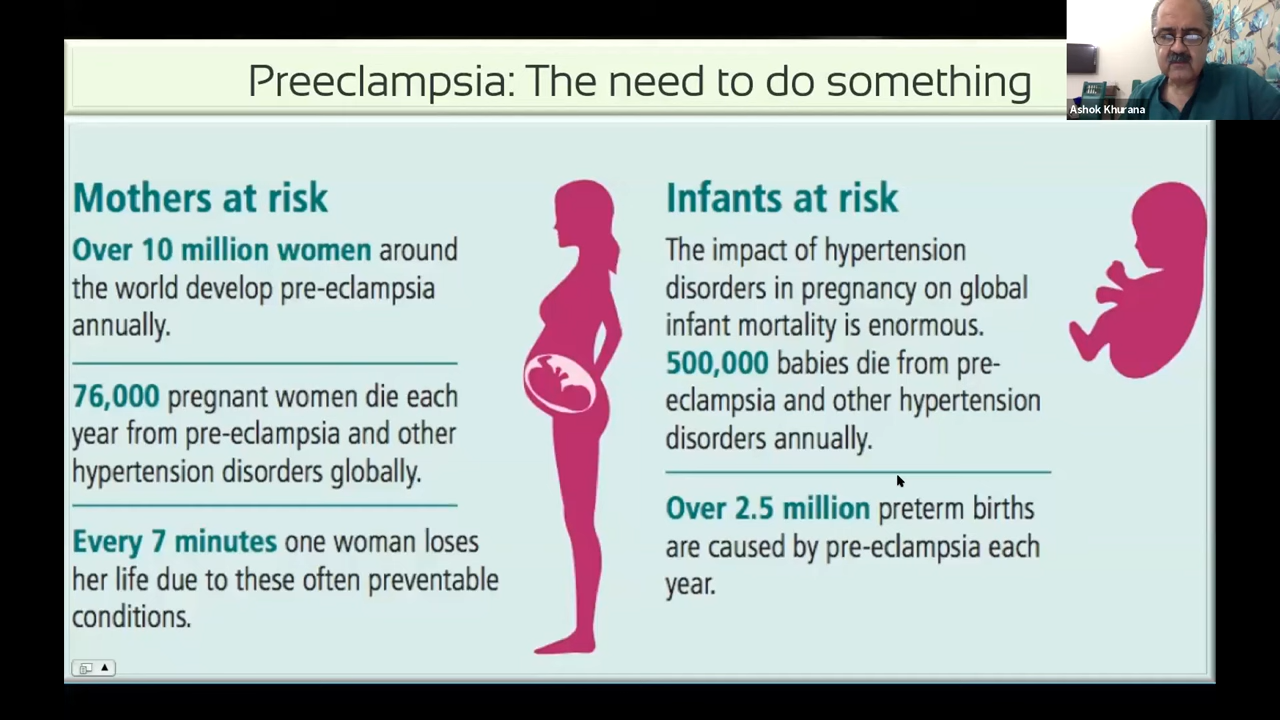 Preeclampsia: The need to do something
Ashok Khurana
Mothers at risk
Over 10 million women around
the world develop pre-eclampsia
annually.
76,000 pregnant women die each
year from pre-eclampsia and other
hypertension disorders globally.
Every 7 minutes one woman loses
her life due to these often preventable
conditions.
Infants at risk
The impact of hypertension
disorders in pregnancy on global
infant mortality is enormous.
500,000 babies die from pre-
eclampsia and other hypertension
disorders annually.
Over 2.5 million preterm births
are caused by pre-eclampsia each
year.